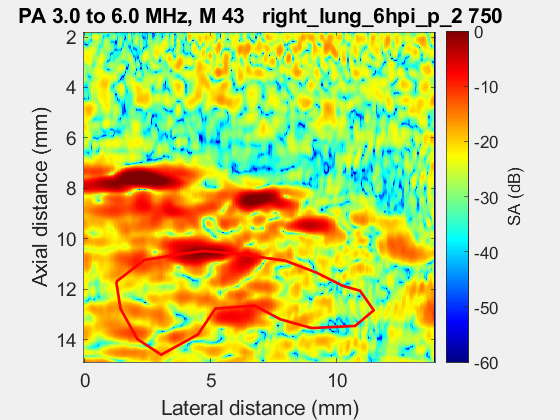 PA 3.0 to 6.0 MHz, M 43 right_lung_6hpi_p_2 750
2
4
6
8
10
12
14
Axial distance (mm)
0 5 10
Lateral distance (mm)
0
-10
-20
-30
-40
-50
-60
SA (dB)